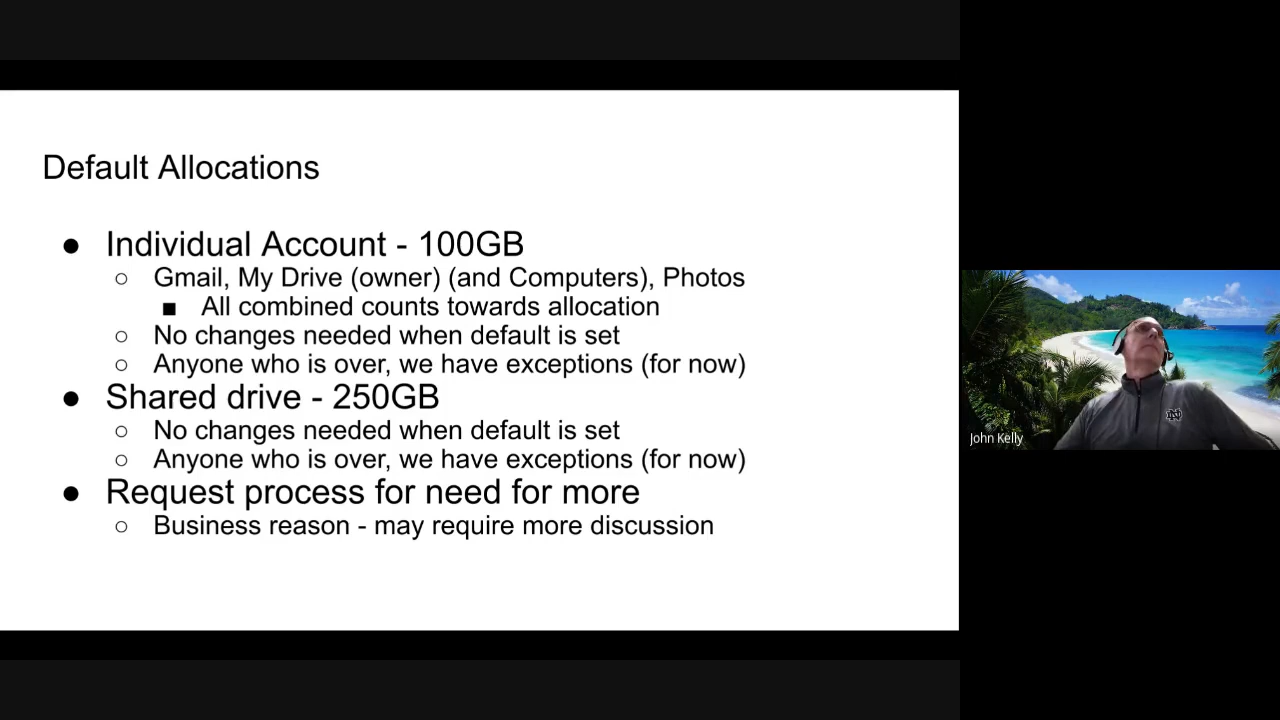 Default Allocations
● Individual Account - 100GB
○ Gmail, My Drive (owner) (and Computers), Photos
■ All combined counts towards allocation
○ No changes needed when default is set
○ Anyone who is over, we have exceptions (for now)
● Shared drive - 250GB
○ No changes needed when default is set
○ Anyone who is over, we have exceptions (for now)
● Request process for need for more
○ Business reason - may require more discussion
John Kelly